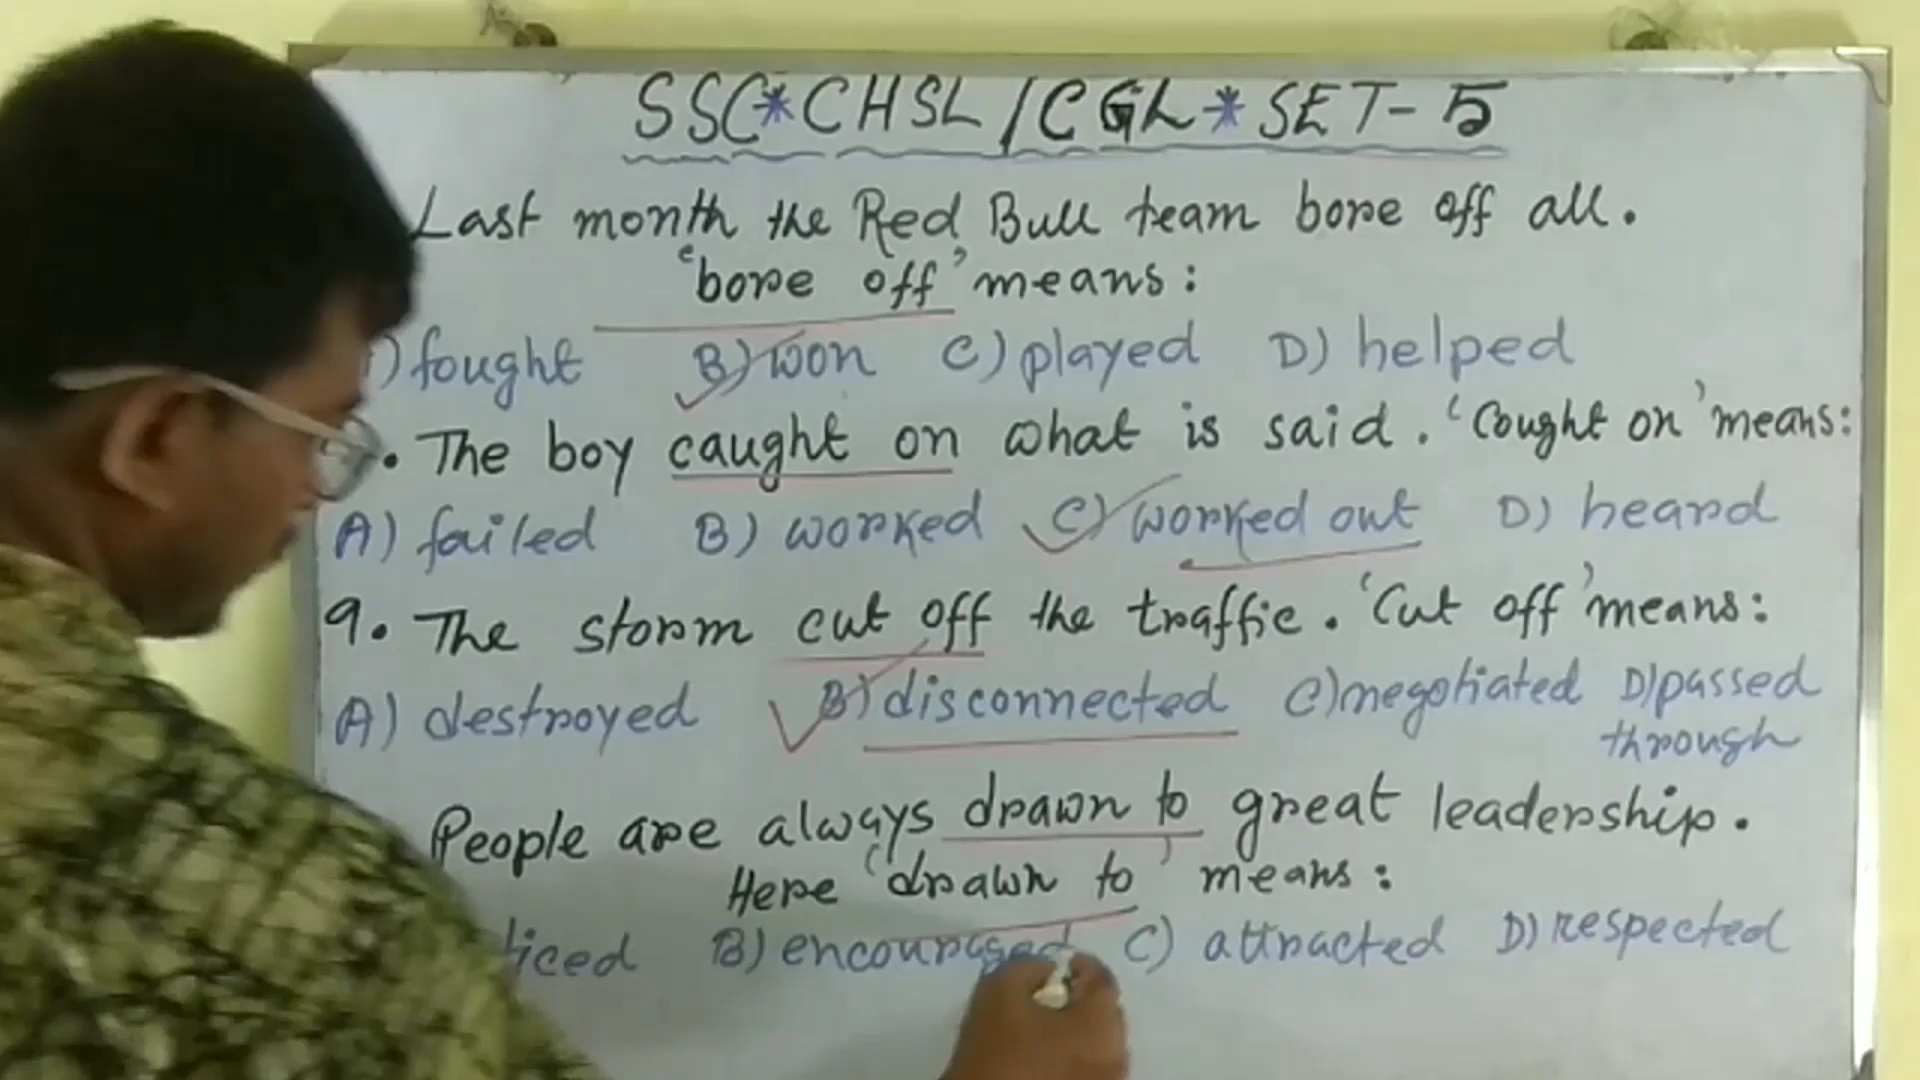 SSC*CHSL/CGL*SET-5
Last month the Red Bull team bore off all.
'bore off' means:
) fought B) won C) played D) helped
. The boy caught on what is said. 'Cought on' means:
A) failed B) worked C) worked out D) heard
9. The storm cut off the traffic. 'Cut off' means:
A) destroyed B) disconnected C) negotiated D) passed
through
People are always drawn to great leadership.
Here 'drawn to' means:
ticed B) encouraged C) attracted D) respected